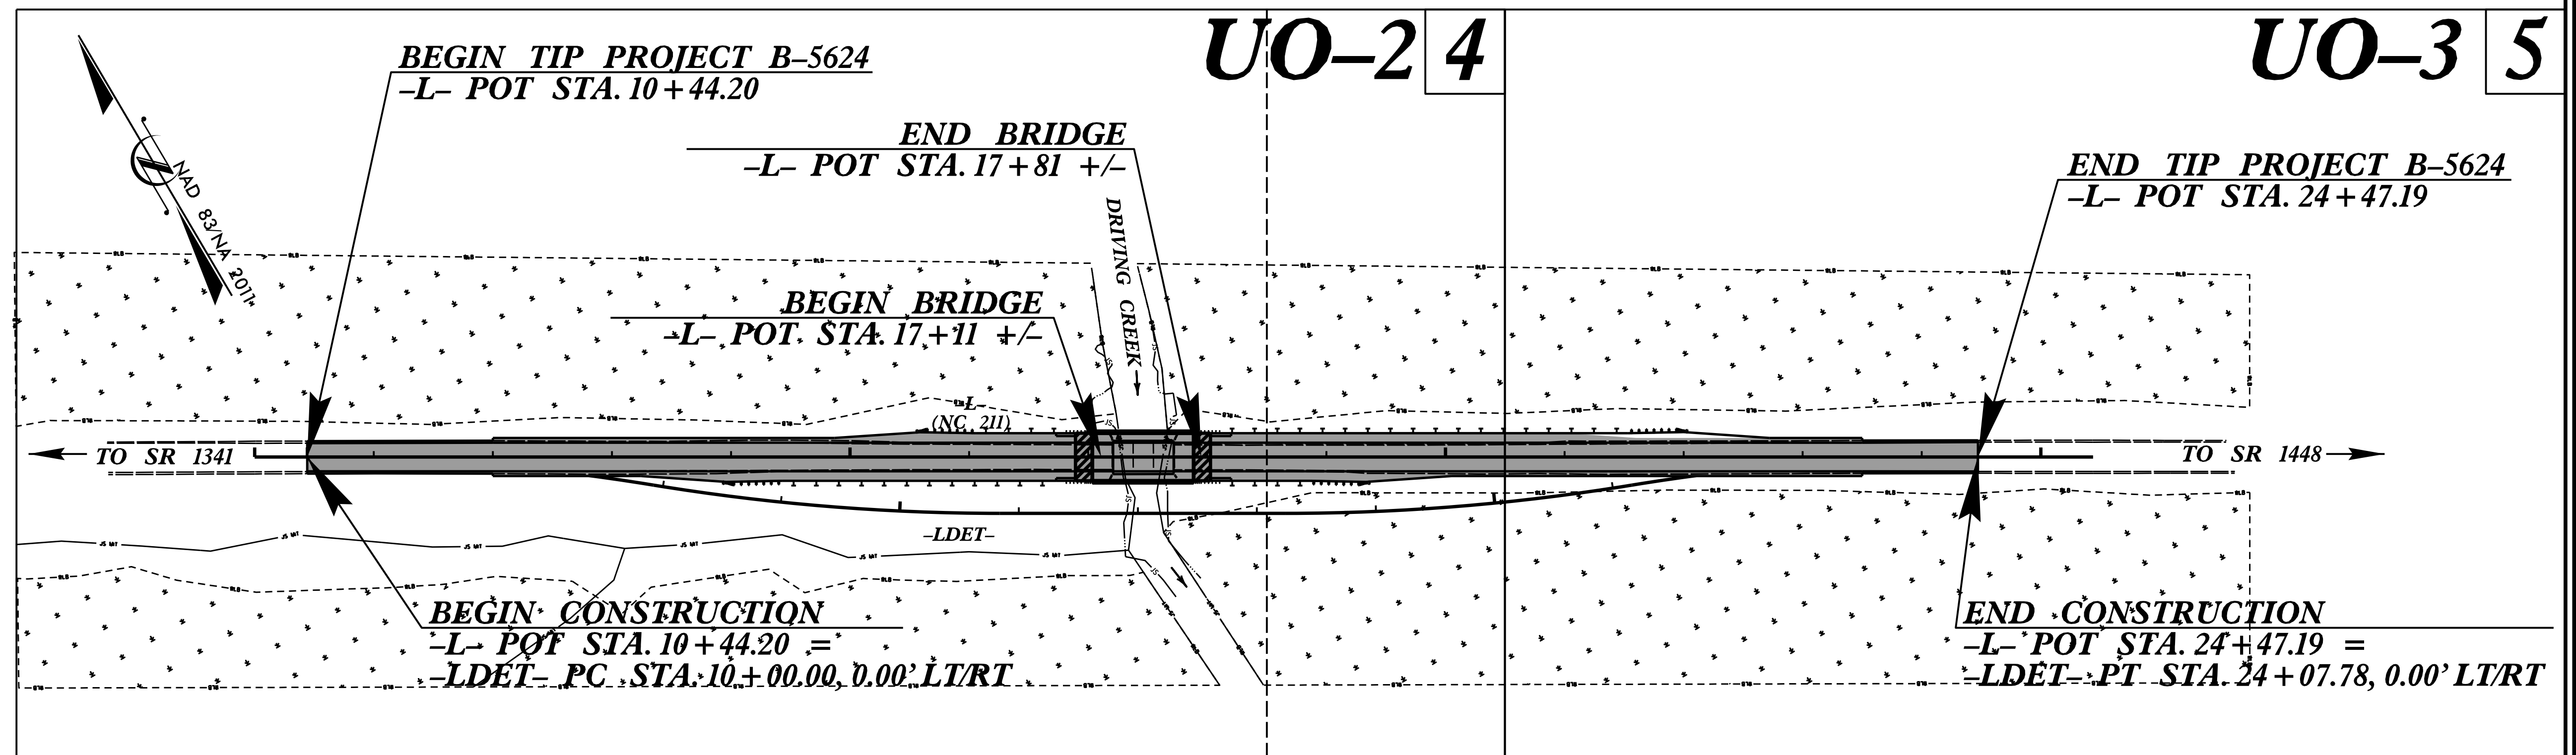 UO–2 4
UO–3 5
BEGIN TIP PROJECT B–5624
–L– POT STA. 10+44.20
END BRIDGE
–L– POT STA. 17+81 +/–
END TIP PROJECT B–5624
–L– POT STA. 24+47.19
NAD 83/NA 2011
DRIVING CREEK
BEGIN BRIDGE
–L– POT STA. 17+11 +/–
–L–
(NC 211)
TO SR 1341
TO SR 1448
–LDET–
BEGIN CONSTRUCTION
–L– POT STA. 10+44.20 =
–LDET– PC STA. 10+00.00, 0.00' LT/RT
END CONSTRUCTION
–L– POT STA. 24+47.19 =
–LDET– PT STA. 24+07.78, 0.00' LT/RT